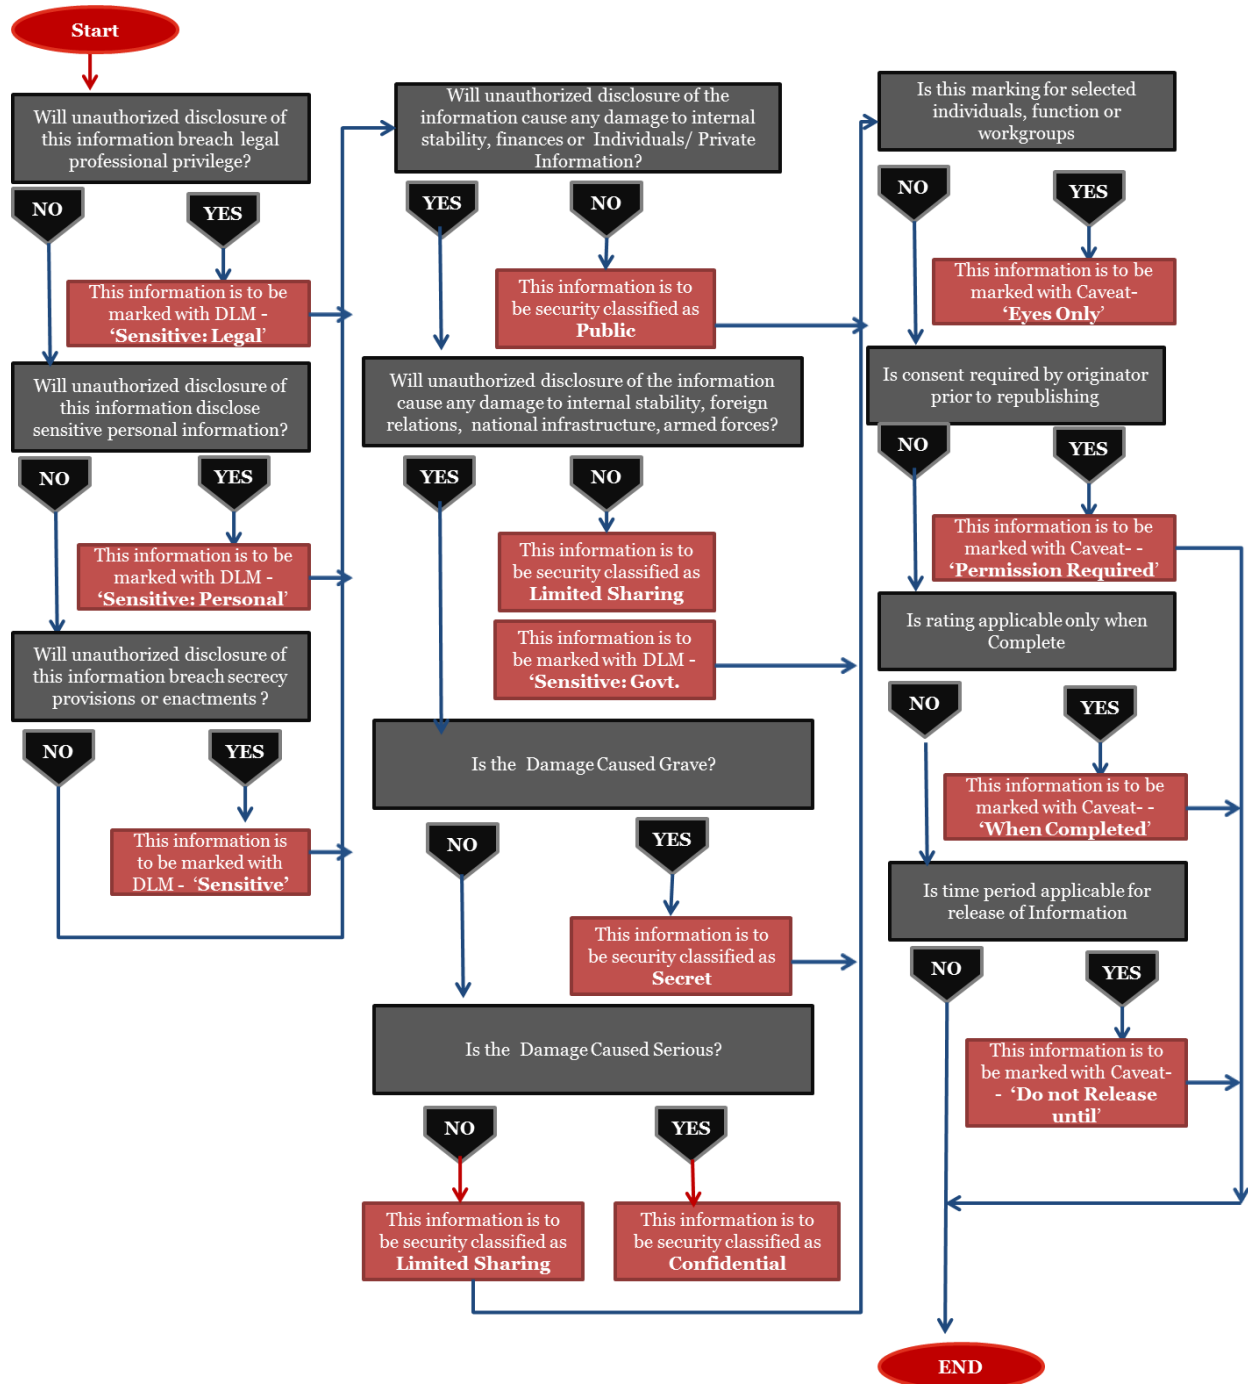 Start
Will unauthorized disclosure of
this information breach legal
professional privilege?
NO
YES
This information is to be
marked with DLM -
‘Sensitive: Legal’
Will unauthorized disclosure of
this information disclose
sensitive personal information?
NO
YES
This information is to be
marked with DLM -
‘Sensitive: Personal’
Will unauthorized disclosure of
this information breach secrecy
provisions or enactments ?
NO
YES
This information is
to be marked with
DLM - ‘Sensitive’
Will unauthorized disclosure of the
information cause any damage to internal
stability, finances or Individuals/ Private
Information?
YES
NO
This information is to
be security classified as
Public
Will unauthorized disclosure of the information
cause any damage to internal stability, foreign
relations, national infrastructure, armed forces?
YES
NO
This information is to
be security classified as
Limited Sharing
This information is to
be marked with DLM -
‘Sensitive: Govt.
Is the Damage Caused Grave?
NO
YES
This information is to
be security classified as
Secret
Is the Damage Caused Serious?
NO
YES
This information is to
be security classified as
Limited Sharing
This information is to
be security classified as
Confidential
Is this marking for selected
individuals, function or
workgroups
NO
YES
This information is to be
marked with Caveat-
‘Eyes Only’
Is consent required by originator
prior to republishing
NO
YES
This information is to be
marked with Caveat- -
‘Permission Required’
Is rating applicable only when
Complete
NO
YES
This information is to be
marked with Caveat- -
‘When Completed’
Is time period applicable for
release of Information
NO
YES
This information is to
be marked with Caveat-
- ‘Do not Release
until’
END